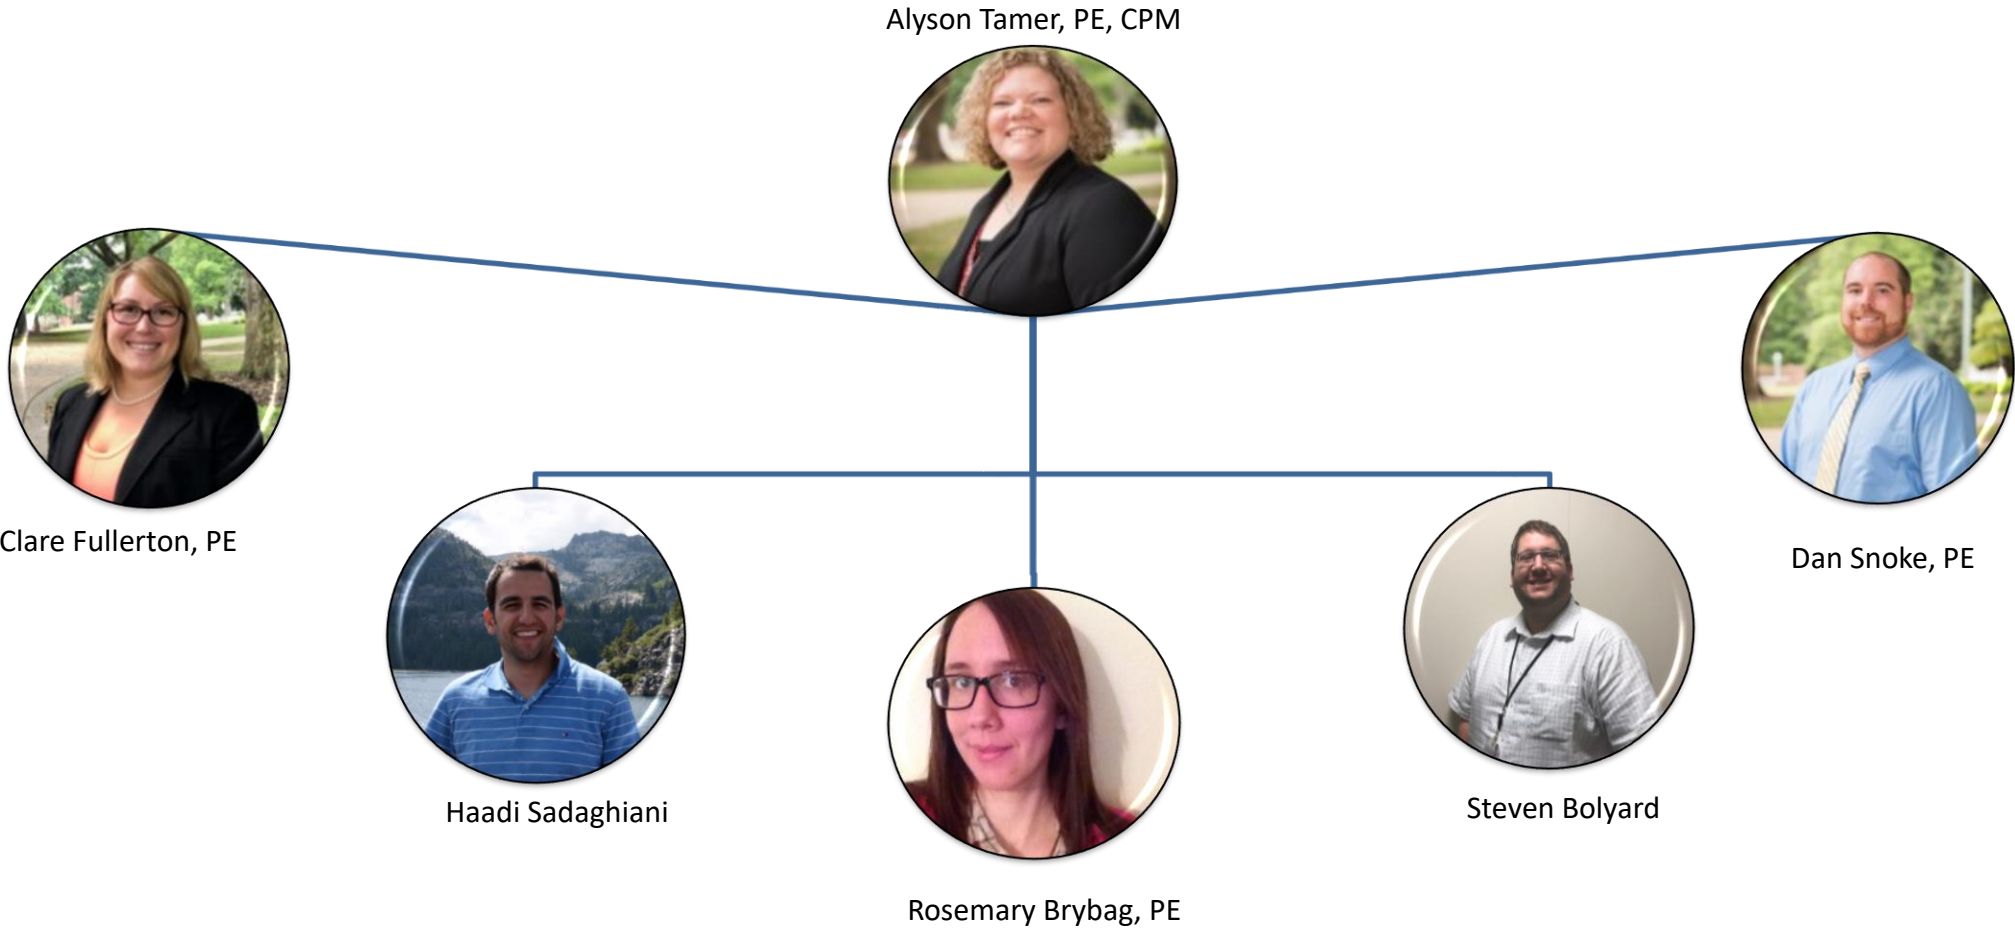 Alyson Tamer, PE, CPM
Clare Fullerton, PE
Dan Snoke, PE
Haadi Sadaghiani
Steven Bolyard
Rosemary Brybag, PE